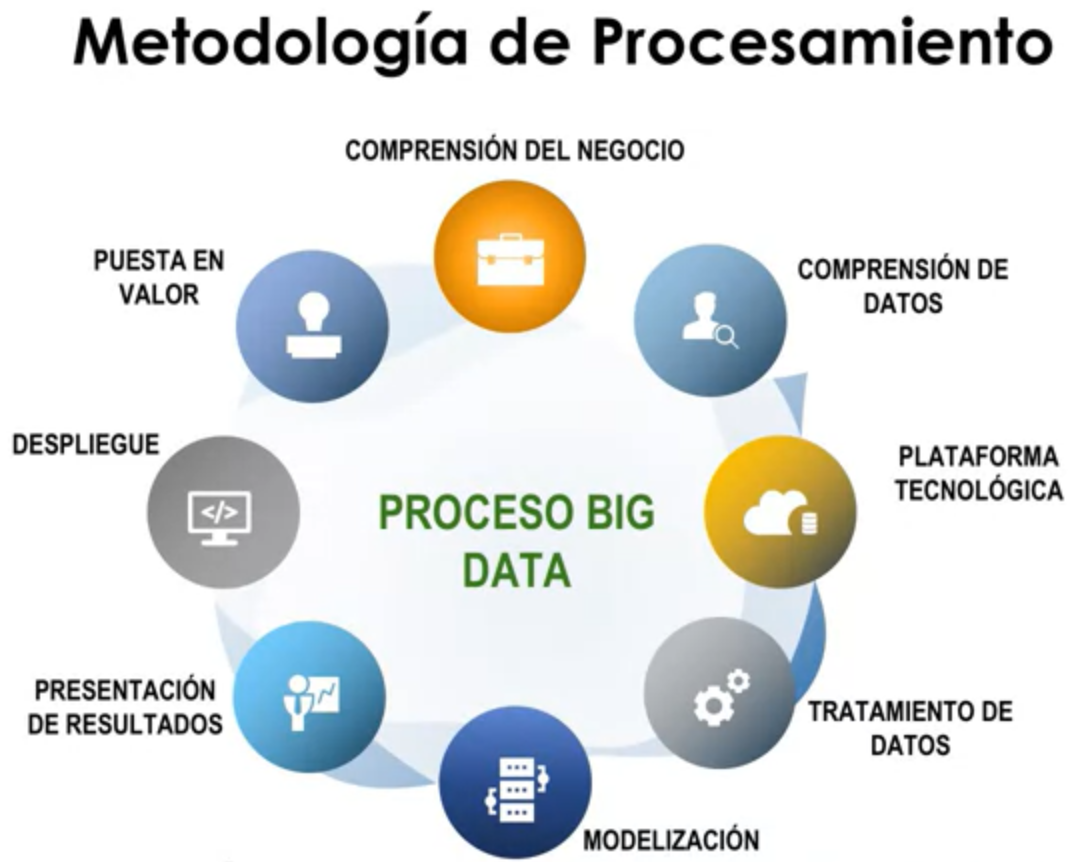 Metodología de Procesamiento
COMPRENSIÓN DEL NEGOCIO
COMPRENSIÓN DE
DATOS
PLATAFORMA
TECNOLÓGICA
TRATAMIENTO DE
DATOS
MODELIZACIÓN
PRESENTACIÓN
DE RESULTADOS
DESPLIEGUE
</>
PUESTA EN
VALOR
PROCESO BIG
DATA